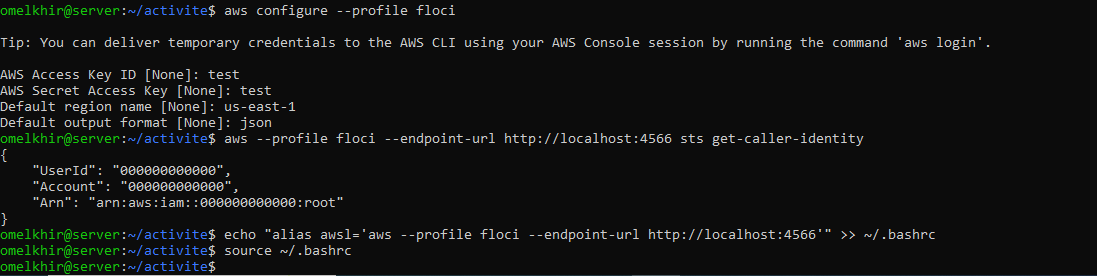 omelkhir@server:~/activite$ aws configure --profile floci
Tip: You can deliver temporary credentials to the AWS CLI using your AWS Console session by running the command 'aws login'.
AWS Access Key ID [None]: test
AWS Secret Access Key [None]: test
Default region name [None]: us-east-1
Default output format [None]: json
omelkhir@server:~/activite$ aws --profile floci --endpoint-url http://localhost:4566 sts get-caller-identity
{
    "UserId": "000000000000",
    "Account": "000000000000",
    "Arn": "arn:aws:iam::000000000000:root"
}
omelkhir@server:~/activite$ echo "alias awsl='aws --profile floci --endpoint-url http://localhost:4566'" >> ~/.bashrc
omelkhir@server:~/activite$ source ~/.bashrc
omelkhir@server:~/activite$